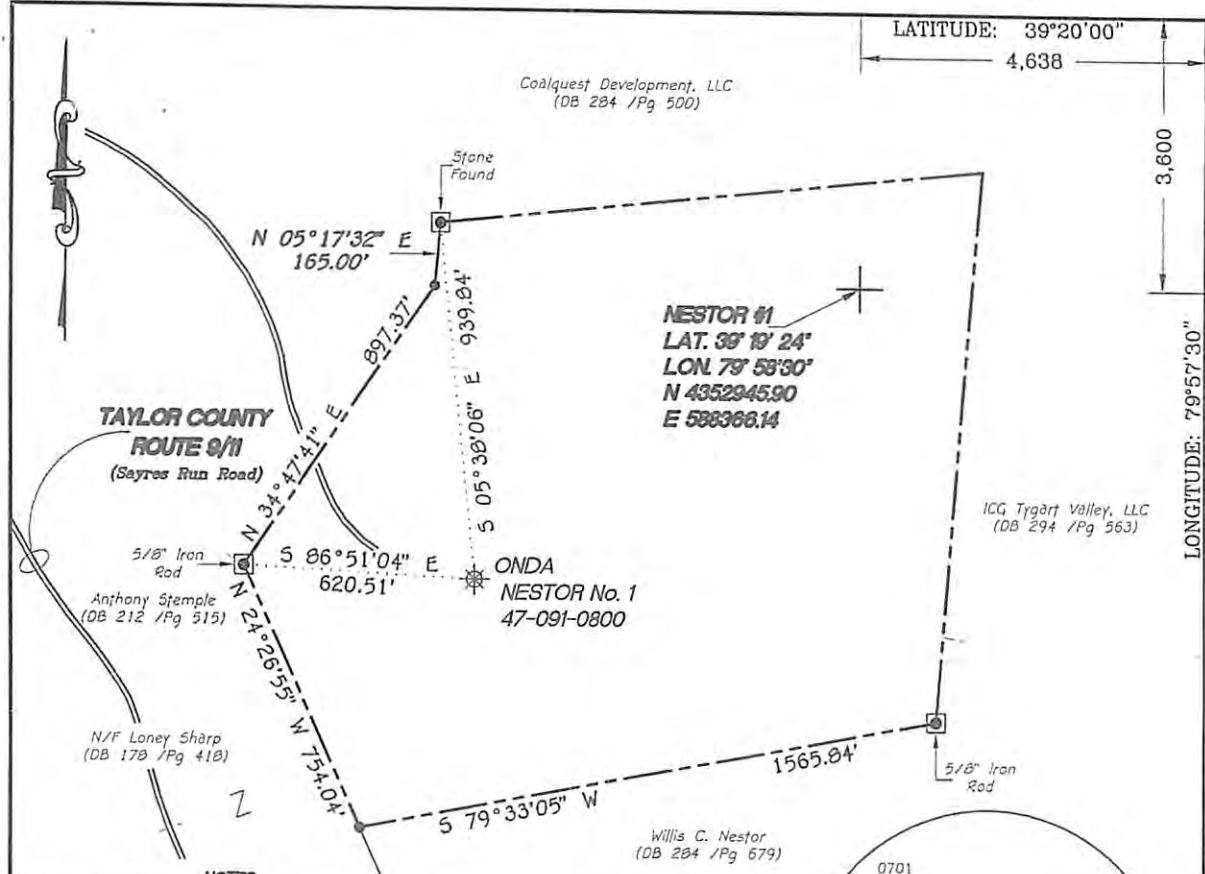 LATITUDE: 39°20'00"
4,638
Coalquest Development, LLC
(DB 284 /Pg 500)
3,600
Stone
Found
N 05°17'32" E
165.00'
897.37'
N 34°47'41" E
S 05°38'06" E 939.84'
NESTOR #1
LAT. 39° 19' 24"
LON. 79° 58'30"
N 4352945.90
E 588366.14
LONGITUDE: 79°57'30"
TAYLOR COUNTY
ROUTE 9/11
(Sayres Run Road)
ICG Tygart Valley, LLC
(DB 294 /Pg 563)
5/8" Iron
Rod
S 86°51'04" E
620.51'
ONDA
NESTOR No. 1
47-091-0800
Anthony Stemple
(DB 212 /Pg 515)
N 24°26'55" W 754.04'
N/F Loney Sharp
(DB 178 /Pg 418)
Z
1565.84'
S 79°33'05" W
5/8" Iron
Rod
Willis C. Nestor
(DB 284 /Pg 679)
0701